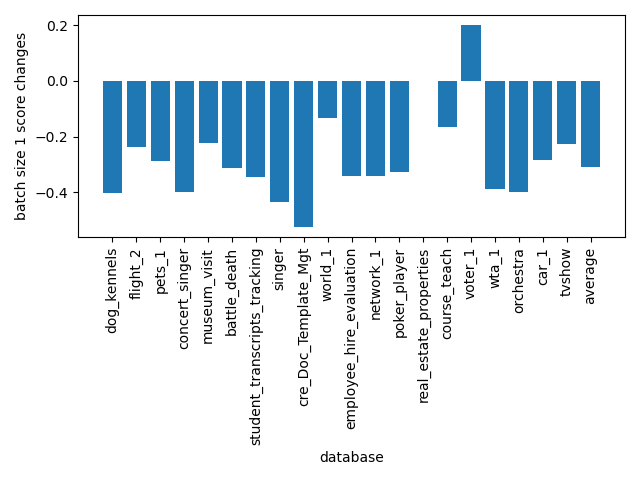 batch size 1 score changes
0.2
0.0
−0.2
−0.4
dog_kennels
flight_2
pets_1
concert_singer
museum_visit
battle_death
student_transcripts_tracking
singer
cre_Doc_Template_Mgt
world_1
employee_hire_evaluation
network_1
poker_player
real_estate_properties
course_teach
voter_1
wta_1
orchestra
car_1
tvshow
average
database